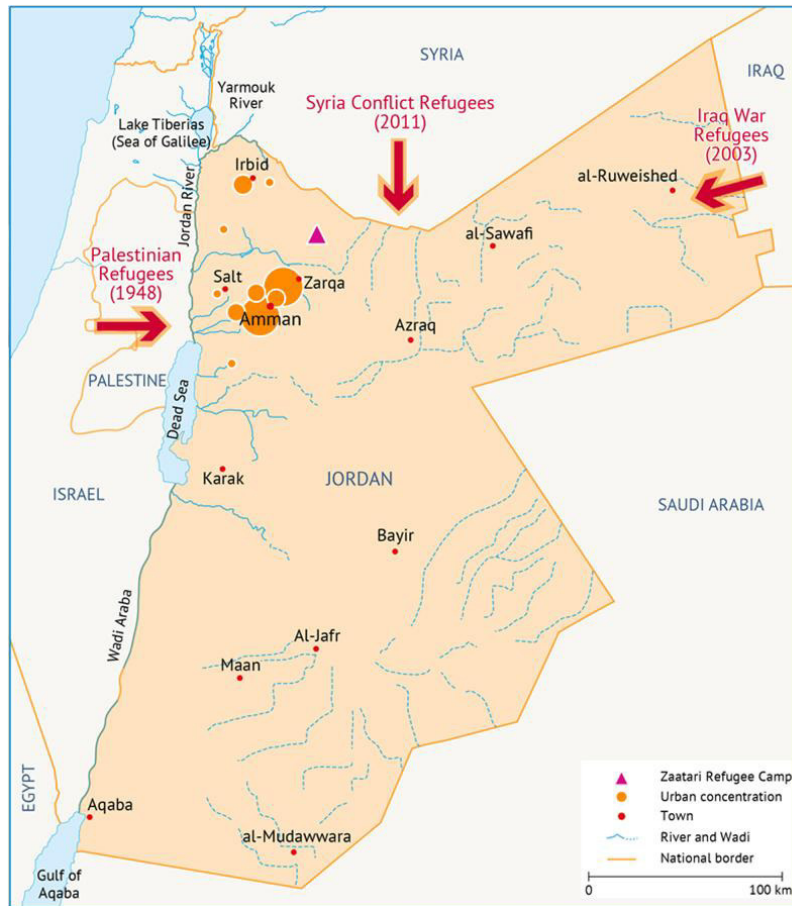 SYRIA
IRAQ
Yarmouk
River
Syria Conflict Refugees
(2011)
Iraq War
Refugees
(2003)
Lake Tiberias
(Sea of Galilee)
Irbid
al-Ruweished
Jordan River
al-Sawafi
Palestinian
Refugees
(1948)
Salt
Zarqa
Amman
Azraq
PALESTINE
Dead Sea
Karak
JORDAN
ISRAEL
SAUDI ARABIA
Bayir
Wadi Araba
Al-Jafr
Maan
EGYPT
Aqaba
al-Mudawwara
Gulf of
Aqaba
Zaatari Refugee Camp
Urban concentration
Town
River and Wadi
National border
0 100 km